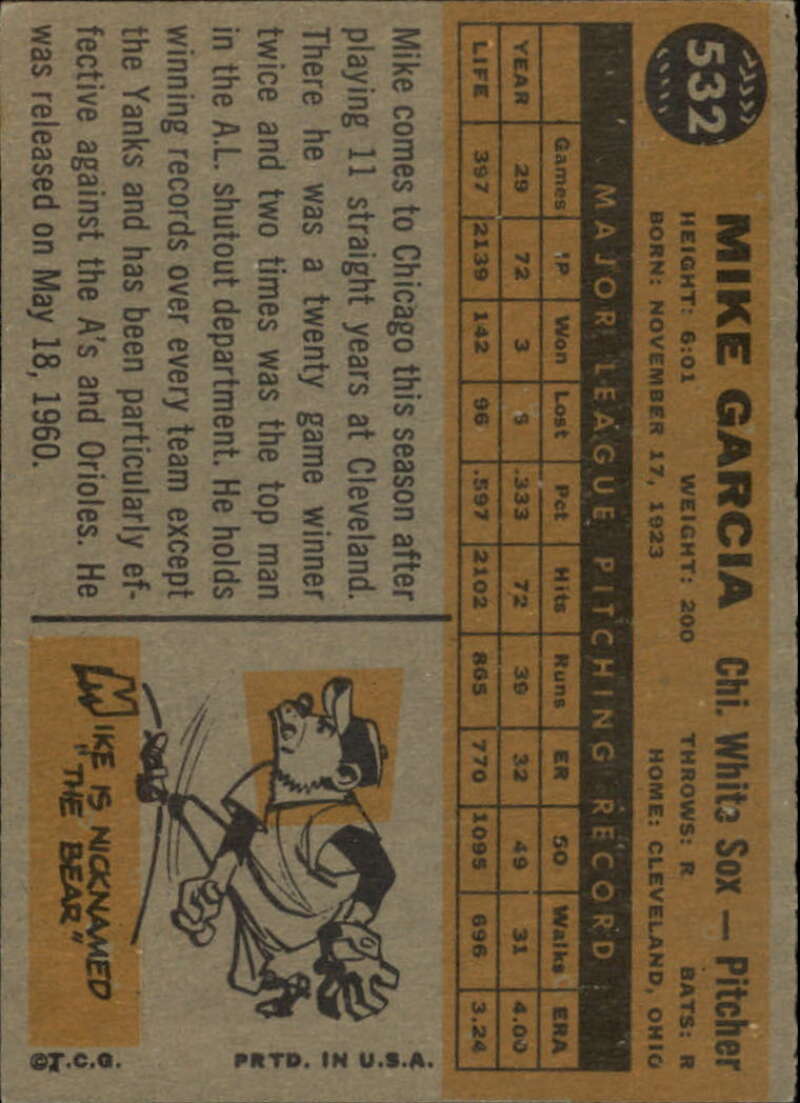 532
MIKE GARCIA Chi. White Sox — Pitcher
HEIGHT: 6:01 WEIGHT: 200 THROWS: R BATS: R
BORN: NOVEMBER 17, 1923 HOME: CLEVELAND, OHIO
MAJOR LEAGUE PITCHING RECORD
Games IP Won Lost Pct Hits Runs ER SO Walks ERA
YEAR 29 72 3 6 .333 72 39 32 49 31 4.00
LIFE 397 2139 142 96 .597 2102 865 770 1095 696 3.24
Mike comes to Chicago this season after
playing 11 straight years at Cleveland.
There he was a twenty game winner
twice and two times was the top man
in the A.L. shutout department. He holds
winning records over every team except
the Yanks and has been particularly ef-
fective against the A's and Orioles. He
was released on May 18, 1960.
MIKE IS NICKNAMED
"THE BEAR"
©T.C.G. PRTD. IN U.S.A.